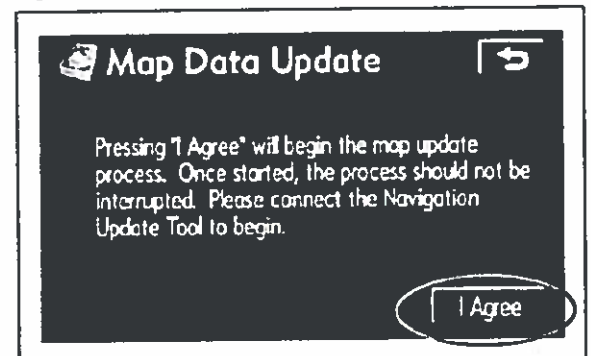 Map Data Update
Pressing "I Agree" will begin the map update
process. Once started, the process should not be
interrupted. Please connect the Navigation
Update Tool to begin.
I Agree